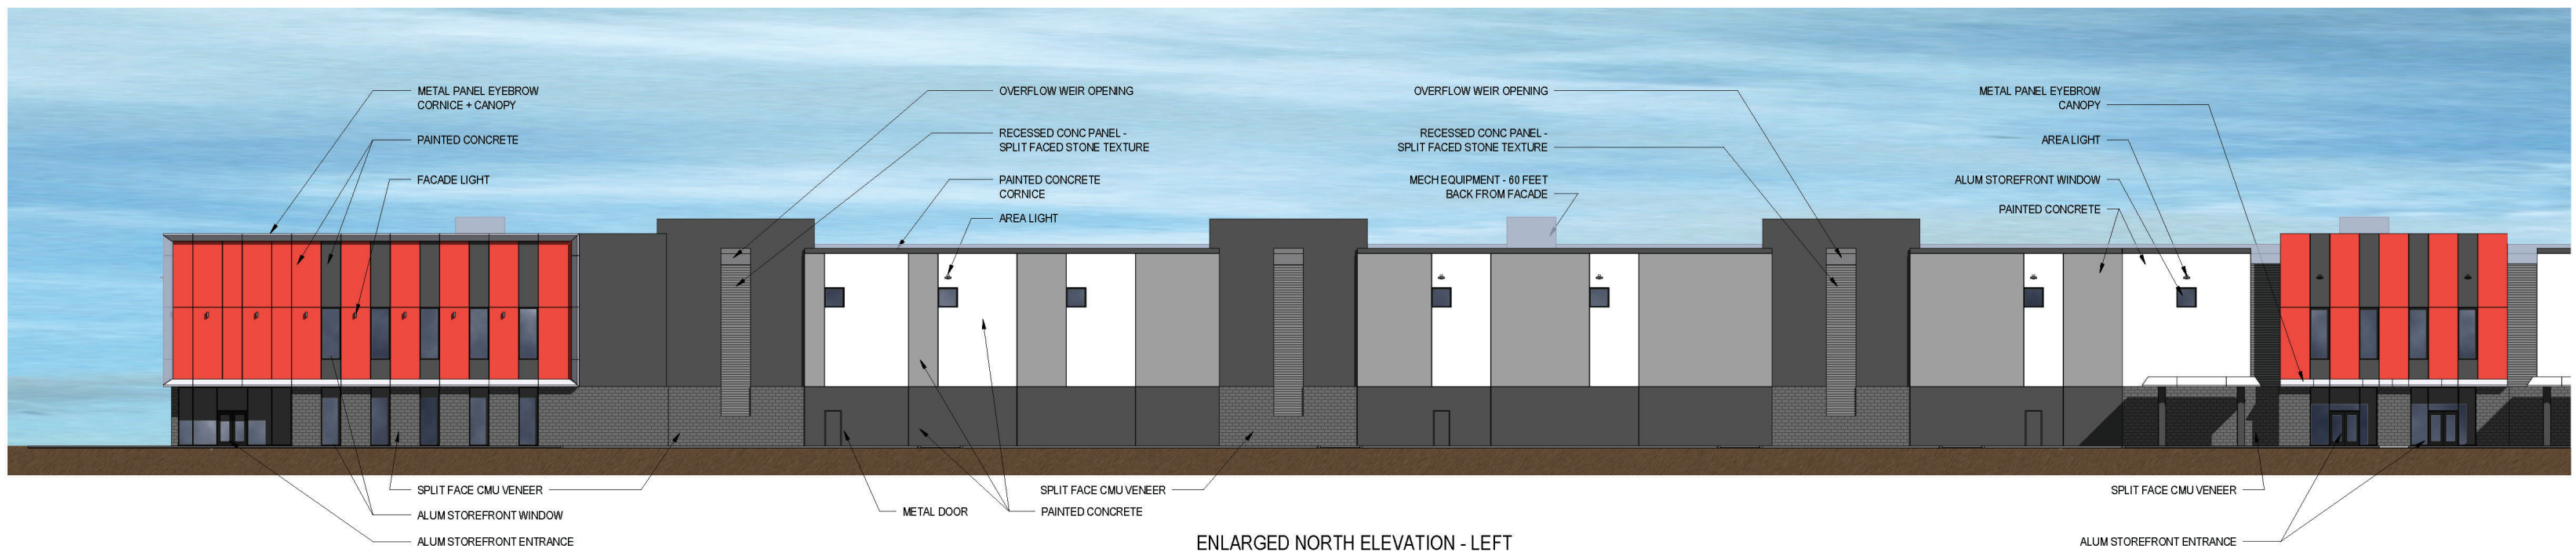 METAL PANEL EYEBROW
CORNICE + CANOPY
PAINTED CONCRETE
FACADE LIGHT
OVERFLOW WEIR OPENING
RECESSED CONC PANEL -
SPLIT FACED STONE TEXTURE
PAINTED CONCRETE
CORNICE
AREA LIGHT
OVERFLOW WEIR OPENING
RECESSED CONC PANEL -
SPLIT FACED STONE TEXTURE
MECH EQUIPMENT - 60 FEET
BACK FROM FACADE
METAL PANEL EYEBROW
CANOPY
AREA LIGHT
ALUM STOREFRONT WINDOW
PAINTED CONCRETE
SPLIT FACE CMU VENEER
ALUM STOREFRONT WINDOW
ALUM STOREFRONT ENTRANCE
METAL DOOR
SPLIT FACE CMU VENEER
PAINTED CONCRETE
SPLIT FACE CMU VENEER
ALUM STOREFRONT ENTRANCE
ENLARGED NORTH ELEVATION - LEFT